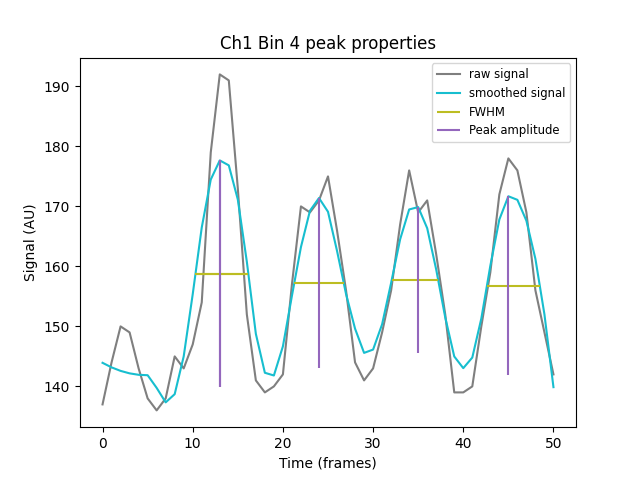 Ch1 Bin 4 peak properties
raw signal
smoothed signal
FWHM
Peak amplitude
Signal (AU)
190
180
170
160
150
140
0 10 20 30 40 50
Time (frames)